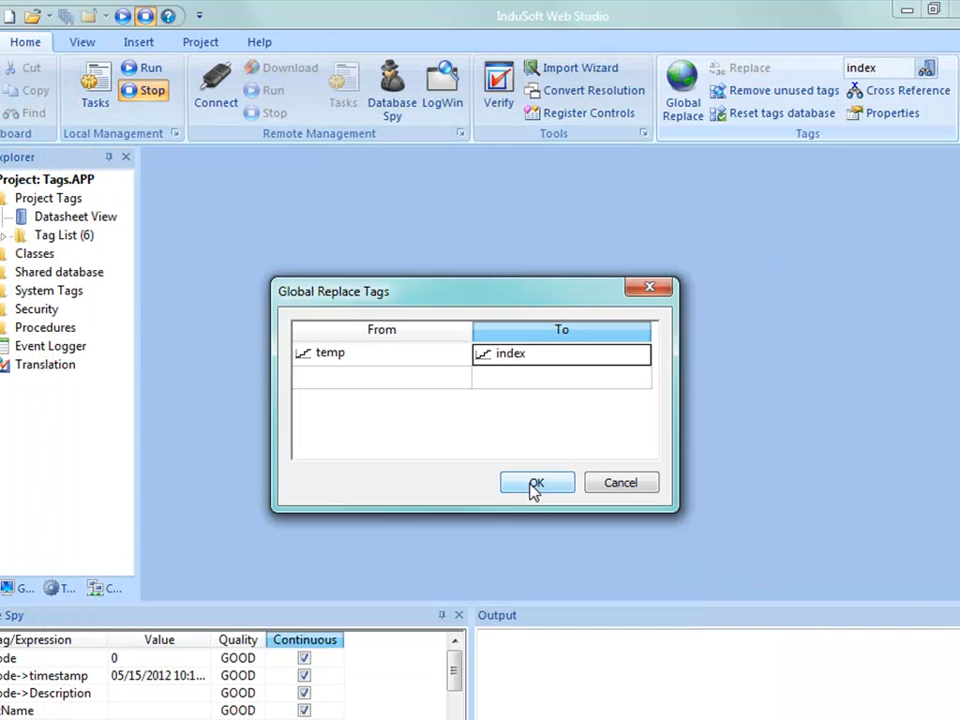 InduSoft Web Studio
Home View Insert Project Help
Cut
Copy
Find
board
Tasks
Run
Stop
Local Management
Connect
Download
Run
Stop
Tasks
Database
Spy
LogWin
Remote Management
Verify
Import Wizard
Convert Resolution
Register Controls
Tools
Global
Replace
Replace
Remove unused tags
Reset tags database
index
Cross Reference
Properties
Tags
xplorer
Project: Tags.APP
Project Tags
Datasheet View
Tag List (6)
Classes
Shared database
System Tags
Security
Procedures
Event Logger
Translation
G... T... C...
Global Replace Tags
From To
temp index
OK Cancel
e Spy
ag/Expression Value Quality Continuous
ode 0 GOOD
ode->timestamp 05/15/2012 10:1... GOOD
ode->Description GOOD
tName GOOD
Output